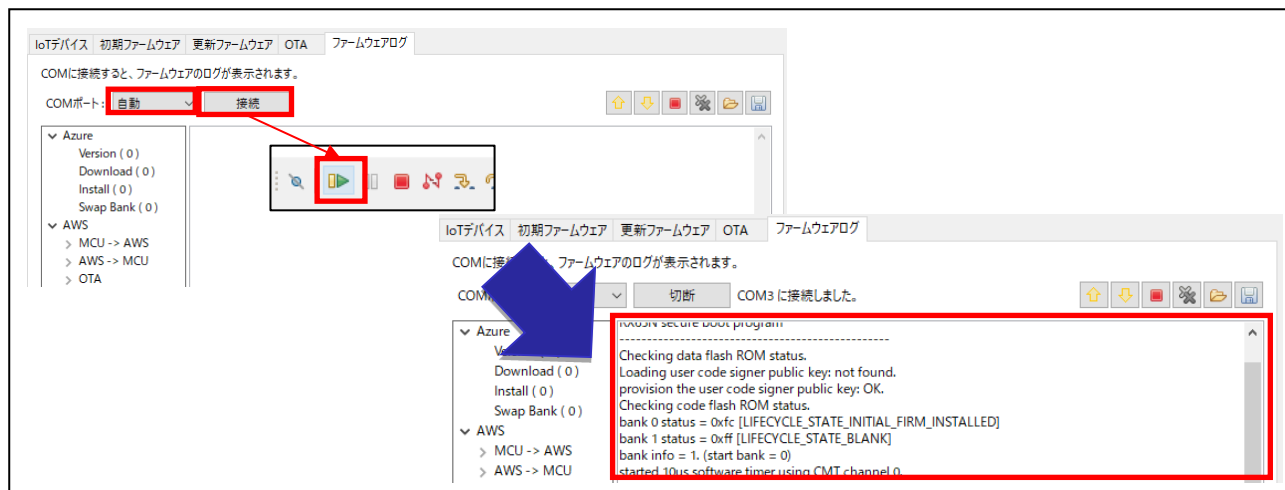 IoTデバイス 初期ファームウェア 更新ファームウェア OTA ファームウェアログ
COMに接続すると、ファームウェアのログが表示されます。
COMポート: 自動 接続
Azure
Version ( 0 )
Download ( 0 )
Install ( 0 )
Swap Bank ( 0 )
AWS
MCU -> AWS
AWS -> MCU
OTA
IoTデバイス 初期ファームウェア 更新ファームウェア OTA ファームウェアログ
COMに接 、ファームウェアのログが表示されます。
COM 切断 COM3 に接続しました。
Azure
Download ( 0 )
Install ( 0 )
Swap Bank ( 0 )
AWS
MCU -> AWS
AWS -> MCU
RX65N secure boot program
-------------------------------------------------
Checking data flash ROM status.
Loading user code signer public key: not found.
provision the user code signer public key: OK.
Checking code flash ROM status.
bank 0 status = 0xfc [LIFECYCLE_STATE_INITIAL_FIRM_INSTALLED]
bank 1 status = 0xff [LIFECYCLE_STATE_BLANK]
bank info = 1. (start bank = 0)
started 10us software timer using CMT channel 0.